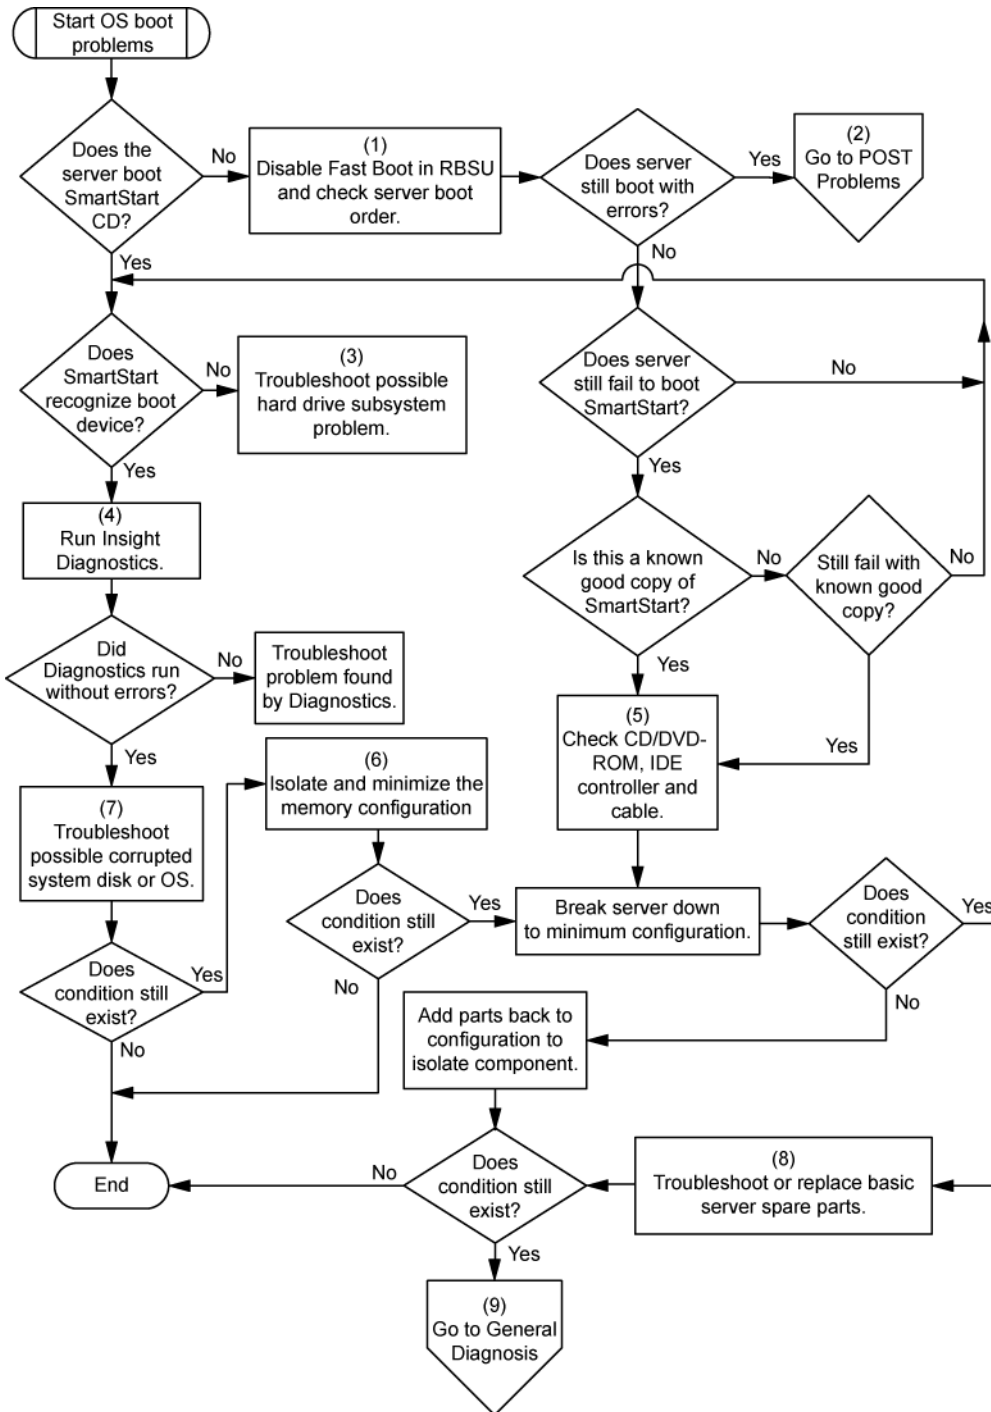 Start OS boot
problems
Does the
server boot
SmartStart
CD?
No
(1)
Disable Fast Boot in RBSU
and check server boot
order.
Does server
still boot with
errors?
Yes
(2)
Go to POST
Problems
Yes
No
Does
SmartStart
recognize boot
device?
No
(3)
Troubleshoot possible
hard drive subsystem
problem.
Does server
still fail to boot
SmartStart?
No
Yes
Yes
(4)
Run Insight
Diagnostics.
Is this a known
good copy of
SmartStart?
No
Still fail with
known good
copy?
No
Did
Diagnostics run
without errors?
No
Troubleshoot
problem found
by Diagnostics.
Yes
(5)
Check CD/DVD-
ROM, IDE
controller and
cable.
Yes
Yes
(6)
Isolate and minimize the
memory configuration
(7)
Troubleshoot
possible corrupted
system disk or OS.
Does
condition still
exist?
Yes
Break server down
to minimum configuration.
Does
condition
still exist?
Yes
Does
condition still
exist?
Yes
No
No
No
Add parts back to
configuration to
isolate component.
End
No
Does
condition still
exist?
(8)
Troubleshoot or replace basic
server spare parts.
Yes
(9)
Go to General
Diagnosis